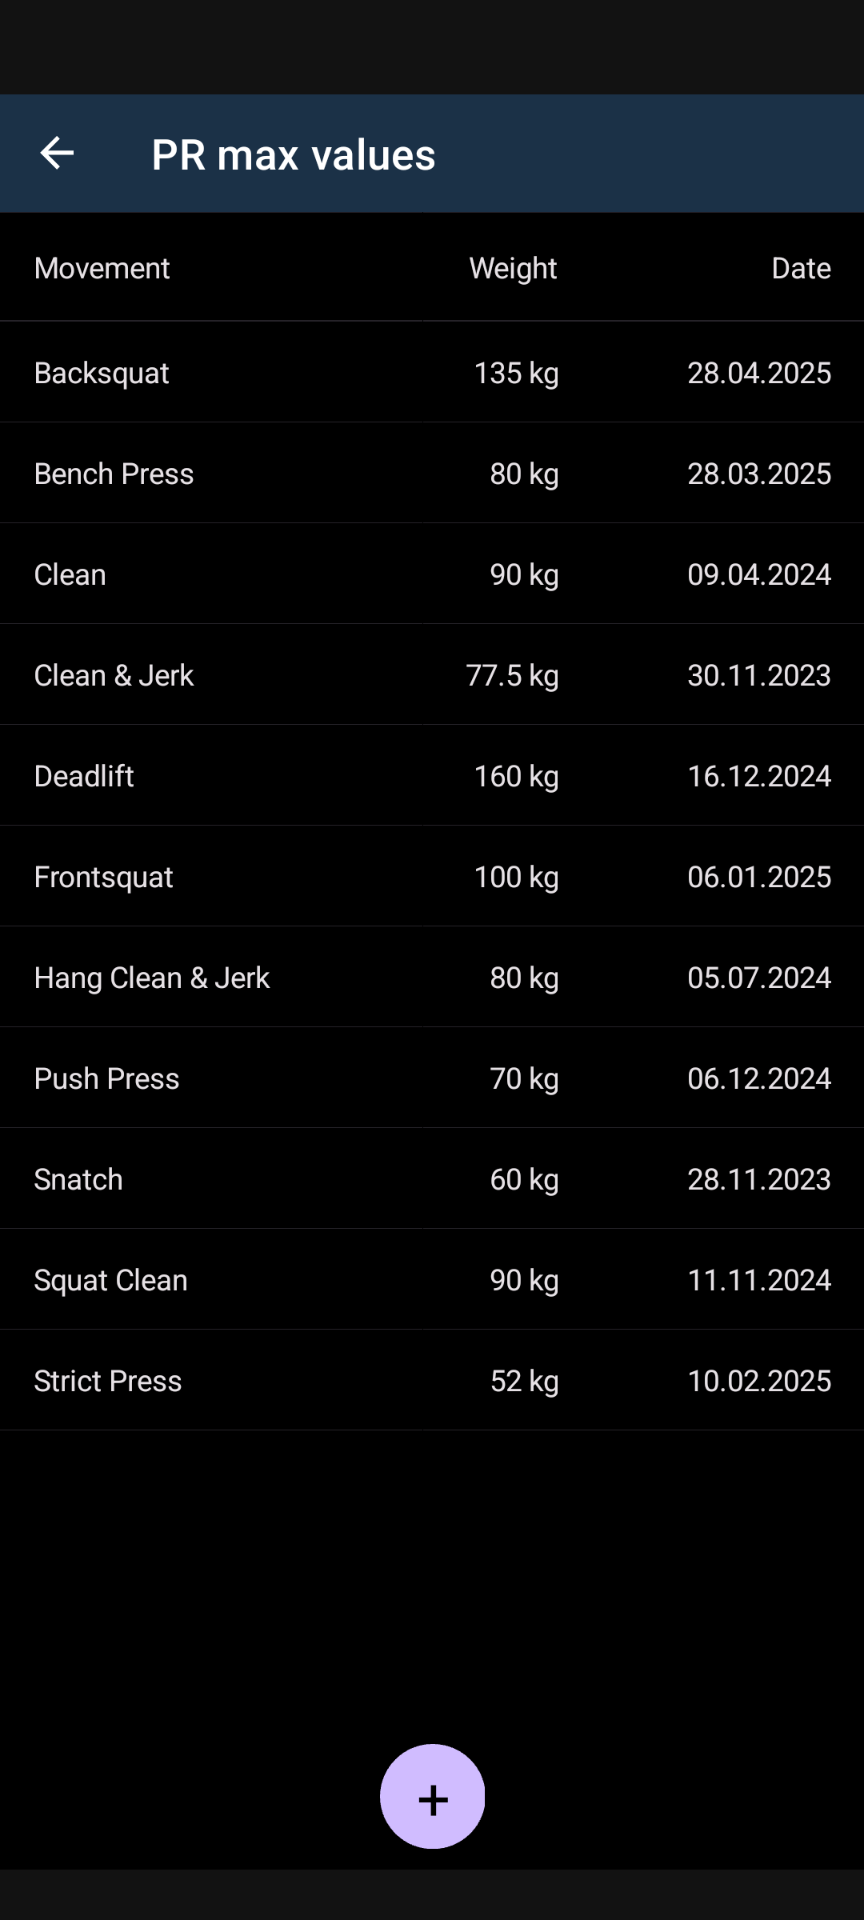 PR max values
Movement Weight Date
Backsquat 135 kg 28.04.2025
Bench Press 80 kg 28.03.2025
Clean 90 kg 09.04.2024
Clean & Jerk 77.5 kg 30.11.2023
Deadlift 160 kg 16.12.2024
Frontsquat 100 kg 06.01.2025
Hang Clean & Jerk 80 kg 05.07.2024
Push Press 70 kg 06.12.2024
Snatch 60 kg 28.11.2023
Squat Clean 90 kg 11.11.2024
Strict Press 52 kg 10.02.2025
+